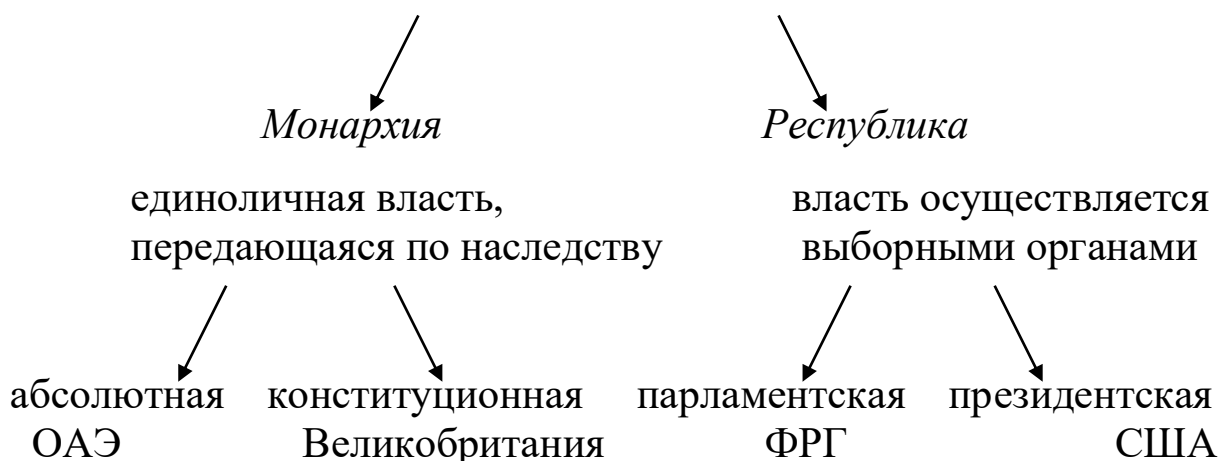 Монархия Республика
единоличная власть, власть осуществляется
передающаяся по наследству выборными органами
абсолютная конституционная парламентская президентская
ОАЭ Великобритания ФРГ США